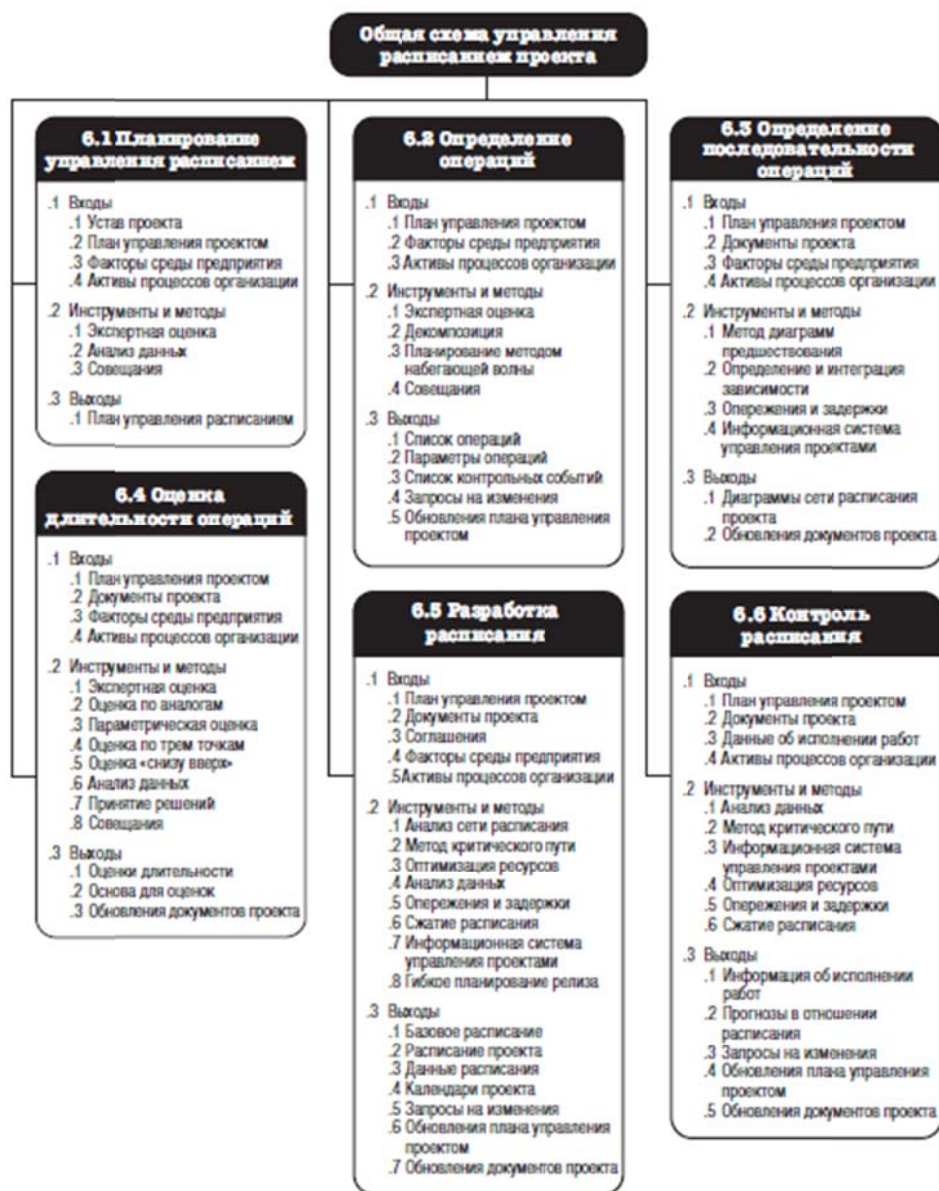 Общая схема управления
расписанием проекта
6.1 Планирование
управления расписанием
.1 Входы
.1 Устав проекта
.2 План управления проектом
.3 Факторы среды предприятия
.4 Активы процессов организации
.2 Инструменты и методы
.1 Экспертная оценка
.2 Анализ данных
.3 Совещания
.3 Выходы
.1 План управления расписанием
6.2 Определение
операций
.1 Входы
.1 План управления проектом
.2 Факторы среды предприятия
.3 Активы процессов организации
.2 Инструменты и методы
.1 Экспертная оценка
.2 Декомпозиция
.3 Планирование методом
набегающей волны
.4 Совещания
.3 Выходы
.1 Список операций
.2 Параметры операций
.3 Список контрольных событий
.4 Запросы на изменения
.5 Обновления плана управления
проектом
6.3 Определение
последовательности
операций
.1 Входы
.1 План управления проектом
.2 Документы проекта
.3 Факторы среды предприятия
.4 Активы процессов организации
.2 Инструменты и методы
.1 Метод диаграмм
предшествования
.2 Определение и интеграция
зависимости
.3 Опережения и задержки
.4 Информационная система
управления проектами
.3 Выходы
.1 Диаграммы сети расписания
проекта
.2 Обновления документов проекта
6.4 Оценка
длительности операций
.1 Входы
.1 План управления проектом
.2 Документы проекта
.3 Факторы среды предприятия
.4 Активы процессов организации
.2 Инструменты и методы
.1 Экспертная оценка
.2 Оценка по аналогам
.3 Параметрическая оценка
.4 Оценка по трем точкам
.5 Оценка «снизу вверх»
.6 Анализ данных
.7 Принятие решений
.8 Совещания
.3 Выходы
.1 Оценки длительности
.2 Основа для оценок
.3 Обновления документов проекта
6.5 Разработка
расписания
.1 Входы
.1 План управления проектом
.2 Документы проекта
.3 Соглашения
.4 Факторы среды предприятия
.5 Активы процессов организации
.2 Инструменты и методы
.1 Анализ сети расписания
.2 Метод критического пути
.3 Оптимизация ресурсов
.4 Анализ данных
.5 Опережения и задержки
.6 Сжатие расписания
.7 Информационная система
управления проектами
.8 Гибкое планирование релиза
.3 Выходы
.1 Базовое расписание
.2 Расписание проекта
.3 Данные расписания
.4 Календари проекта
.5 Запросы на изменения
.6 Обновления плана управления
проектом
.7 Обновления документов проекта
6.6 Контроль
расписания
.1 Входы
.1 План управления проектом
.2 Документы проекта
.3 Данные об исполнении работ
.4 Активы процессов организации
.2 Инструменты и методы
.1 Анализ данных
.2 Метод критического пути
.3 Информационная система
управления проектами
.4 Оптимизация ресурсов
.5 Опережения и задержки
.6 Сжатие расписания
.3 Выходы
.1 Информация об исполнении
работ
.2 Прогнозы в отношении
расписания
.3 Запросы на изменения
.4 Обновления плана управления
проектом
.5 Обновления документов проекта